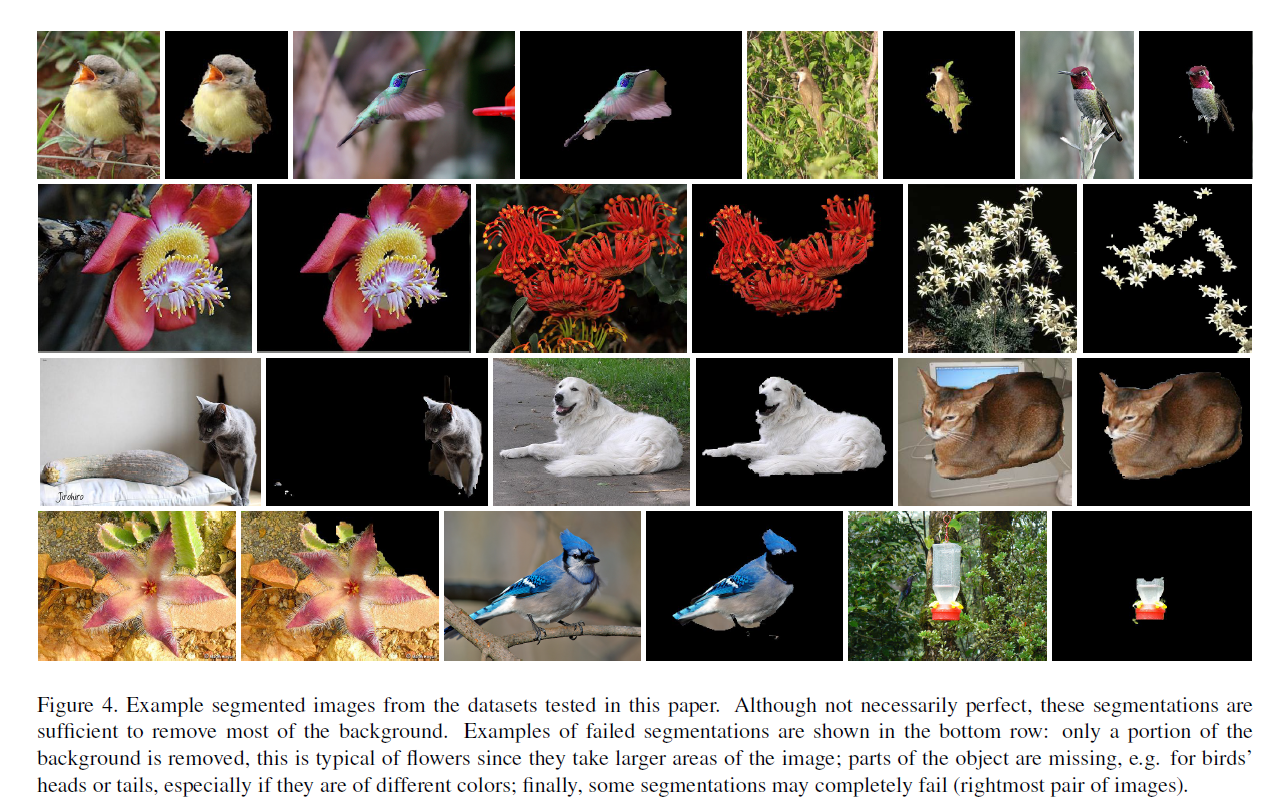 Jirohiro
Figure 4. Example segmented images from the datasets tested in this paper. Although not necessarily perfect, these segmentations are
sufficient to remove most of the background. Examples of failed segmentations are shown in the bottom row: only a portion of the
background is removed, this is typical of flowers since they take larger areas of the image; parts of the object are missing, e.g. for birds’
heads or tails, especially if they are of different colors; finally, some segmentations may completely fail (rightmost pair of images).